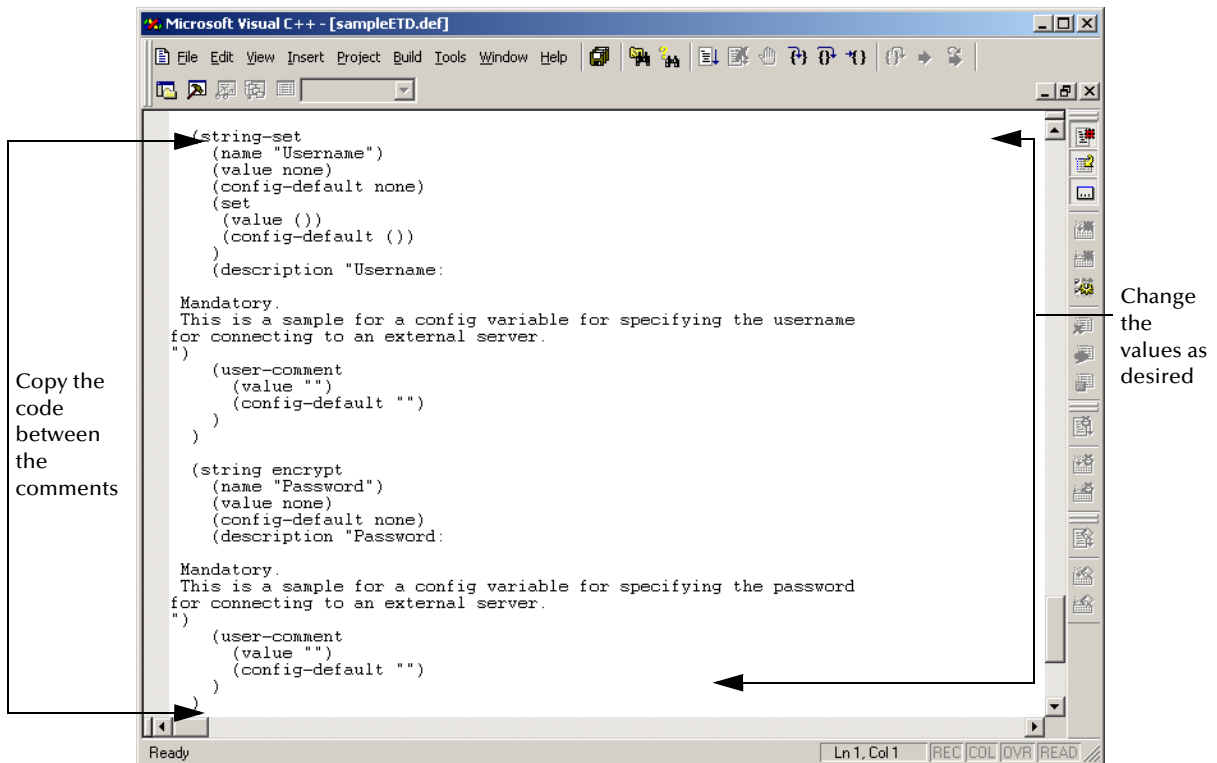 Microsoft Visual C++ - [sampleETD.def]
File Edit View Insert Project Build Tools Window Help
(string-set
(name "Username")
(value none)
(config-default none)
(set
(value ())
(config-default ())
)
(description "Username:
Mandatory.
This is a sample for a config variable for specifying the username
for connecting to an external server.
")
(user-comment
(value "")
(config-default "")
)
)
(string encrypt
(name "Password")
(value none)
(config-default none)
(description "Password:
Mandatory.
This is a sample for a config variable for specifying the password
for connecting to an external server.
")
(user-comment
(value "")
(config-default "")
)
)
Copy the
code
between
the
comments
Change
the
values as
desired
Ready
Ln 1, Col 1 REC COL OVR READ